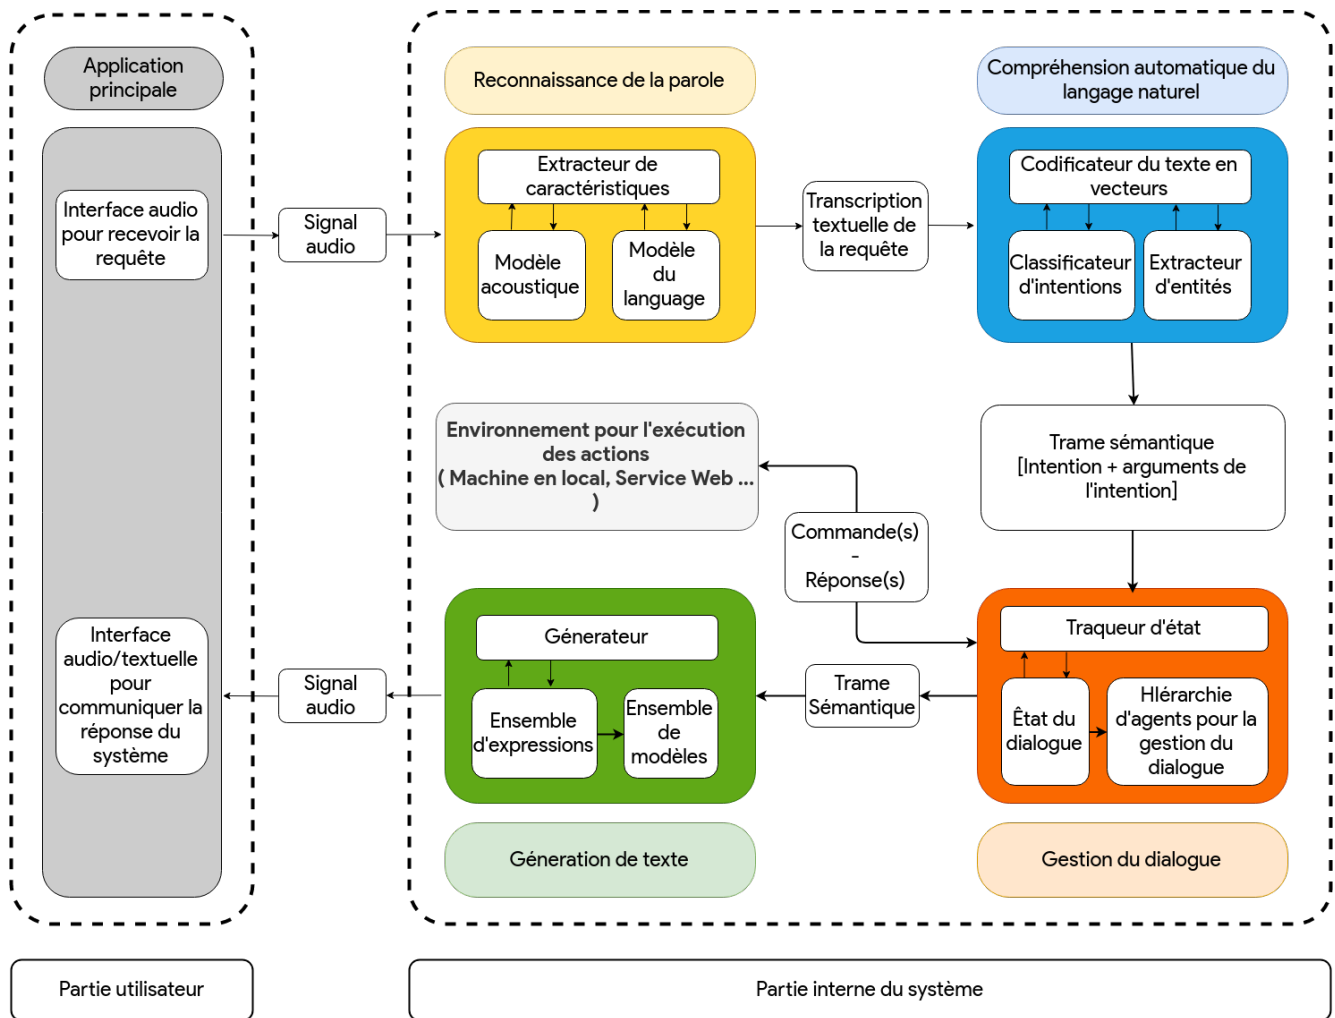 Application
principale
Reconnaissance de la parole
Compréhension automatique du
langage naturel
Interface audio
pour recevoir la
requête
Signal
audio
Extracteur de
caractéristiques
Modèle
acoustique
Modèle
du
language
Transcription
textuelle de
la requête
Codificateur du texte en
vecteurs
Classificateur
d'intentions
Extracteur
d'entités
Environnement pour l'exécution
des actions
( Machine en local, Service Web ...
)
Trame sémantique
[Intention + arguments de
l'intention]
Commande(s)
-
Réponse(s)
Interface
audio/textuelle
pour
communiquer la
réponse du
système
Signal
audio
Génerateur
Ensemble
d'expressions
Ensemble
de
modèles
Trame
Sémantique
Traqueur d'état
Êtat du
dialogue
HIérarchie
d'agents pour la
gestion du
dialogue
Géneration de texte
Gestion du dialogue
Partie utilisateur
Partie interne du système